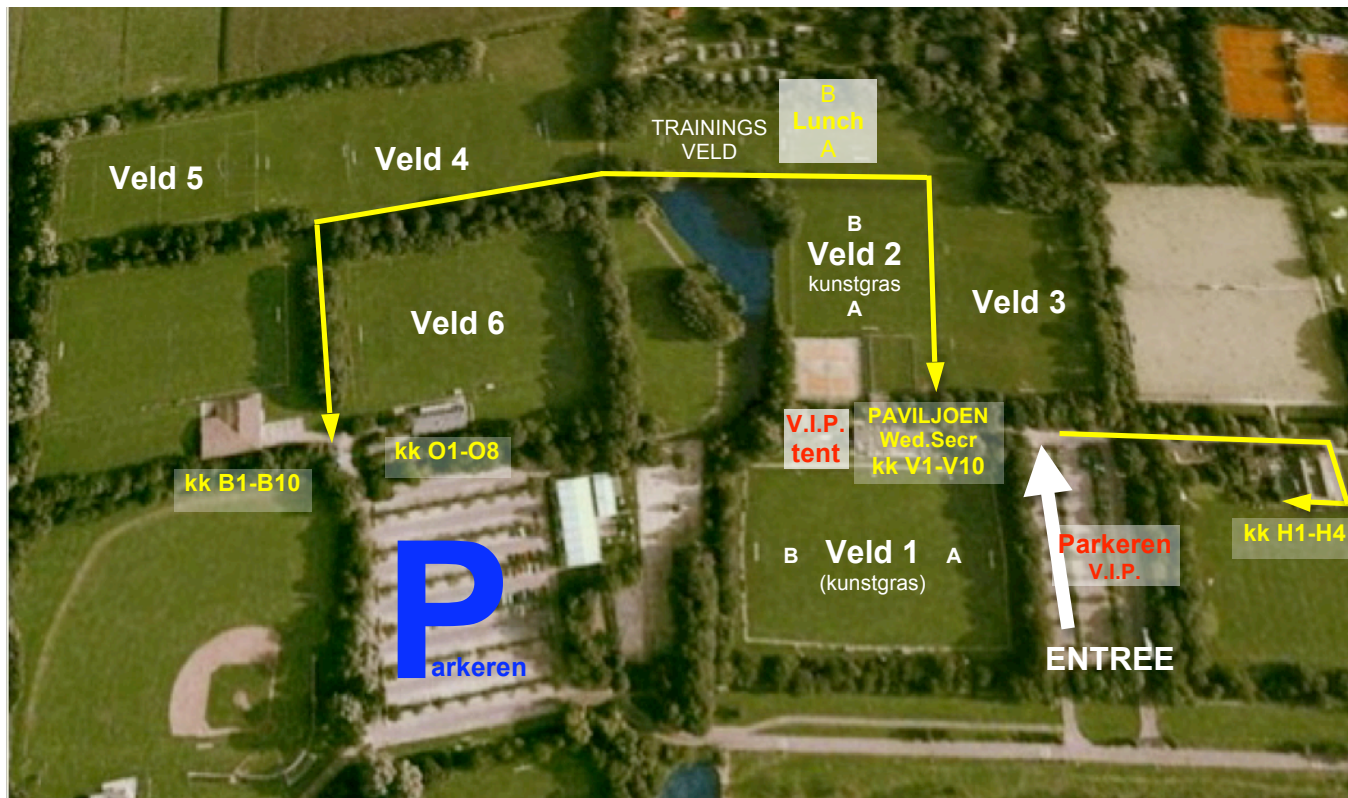 B
Lunch
A
TRAININGS
VELD
Veld 4
Veld 5
B
Veld 2
kunstgras
A
Veld 3
Veld 6
V.I.P.
tent
PAVILJOEN
Wed.Secr
kk V1-V10
kk O1-O8
kk B1-B10
kk H1-H4
B Veld 1 A
(kunstgras)
Parkeren
V.I.P.
Parkeren
ENTREE